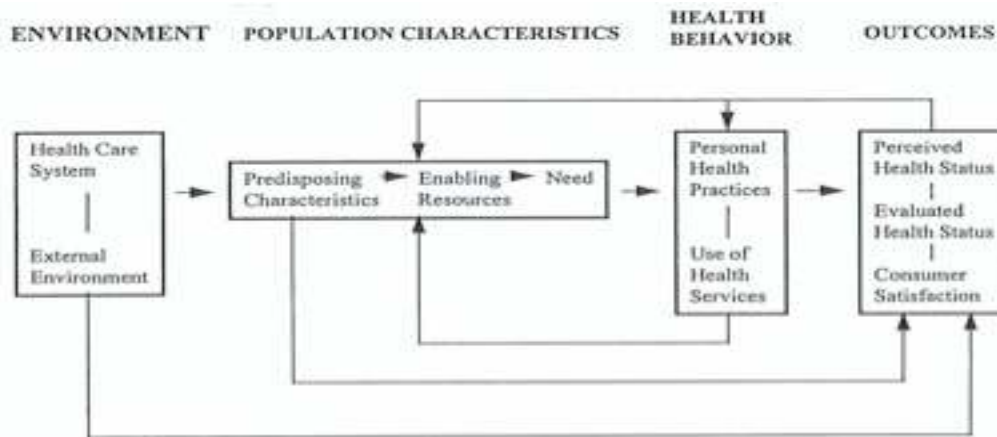 ENVIRONMENT
POPULATION CHARACTERISTICS
HEALTH
BEHAVIOR
OUTCOMES
Health Care
System
External
Environment
Predisposing
Characteristics
Enabling
Resources
Need
Personal
Health
Practices
Use of
Health
Services
Perceived
Health Status
Evaluated
Health Status
Consumer
Satisfaction